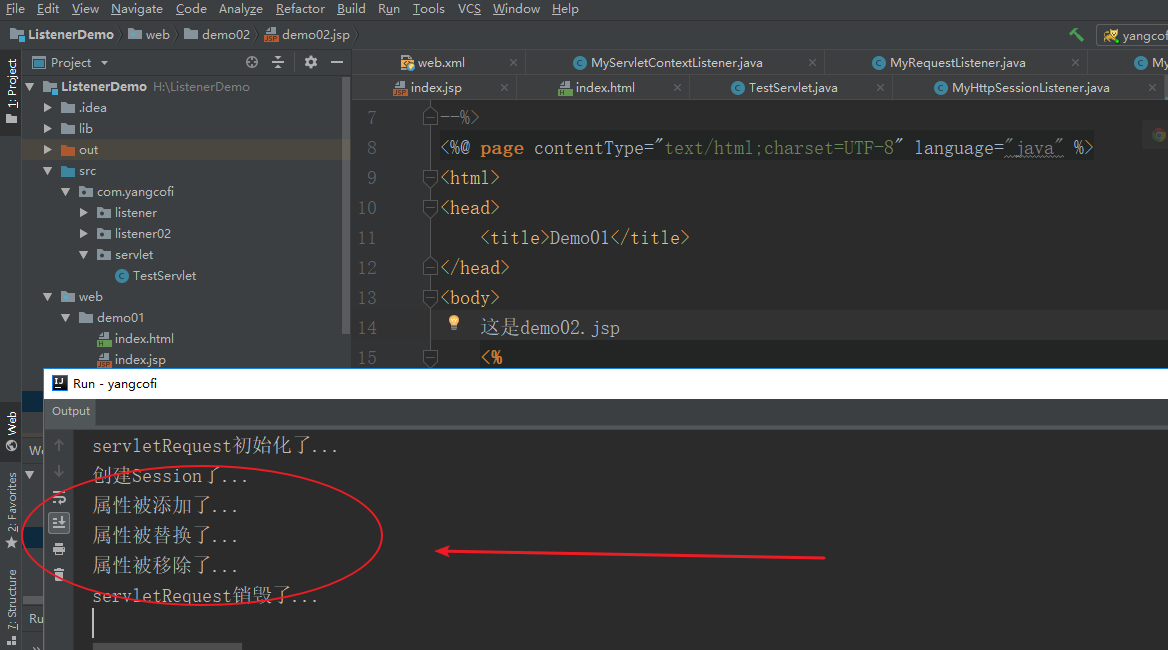 File Edit View Navigate Code Analyze Refactor Build Run Tools VCS Window Help
ListenerDemo web demo02 demo02.jsp yangcof
1: Project
Project
web.xml MyServletContextListener.java MyRequestListener.java My
index.jsp index.html TestServlet.java MyHttpSessionListener.java
ListenerDemo H:\ListenerDemo
.idea
lib
out
src
com.yangcofi
listener
listener02
servlet
TestServlet
web
demo01
index.html
index.jsp
7 --%>
8 <%@ page contentType="text/html;charset=UTF-8" language="java" %>
9 <html>
10 <head>
11 <title>Demo01</title>
12 </head>
13 <body>
14 这是demo02.jsp
15 <%
Run - yangcofi
Output
servletRequest初始化了...
创建Session了...
属性被添加了...
属性被替换了...
属性被移除了...
servletRequest销毁了...
Web
We
2: Favorites
7: Structure
Ru